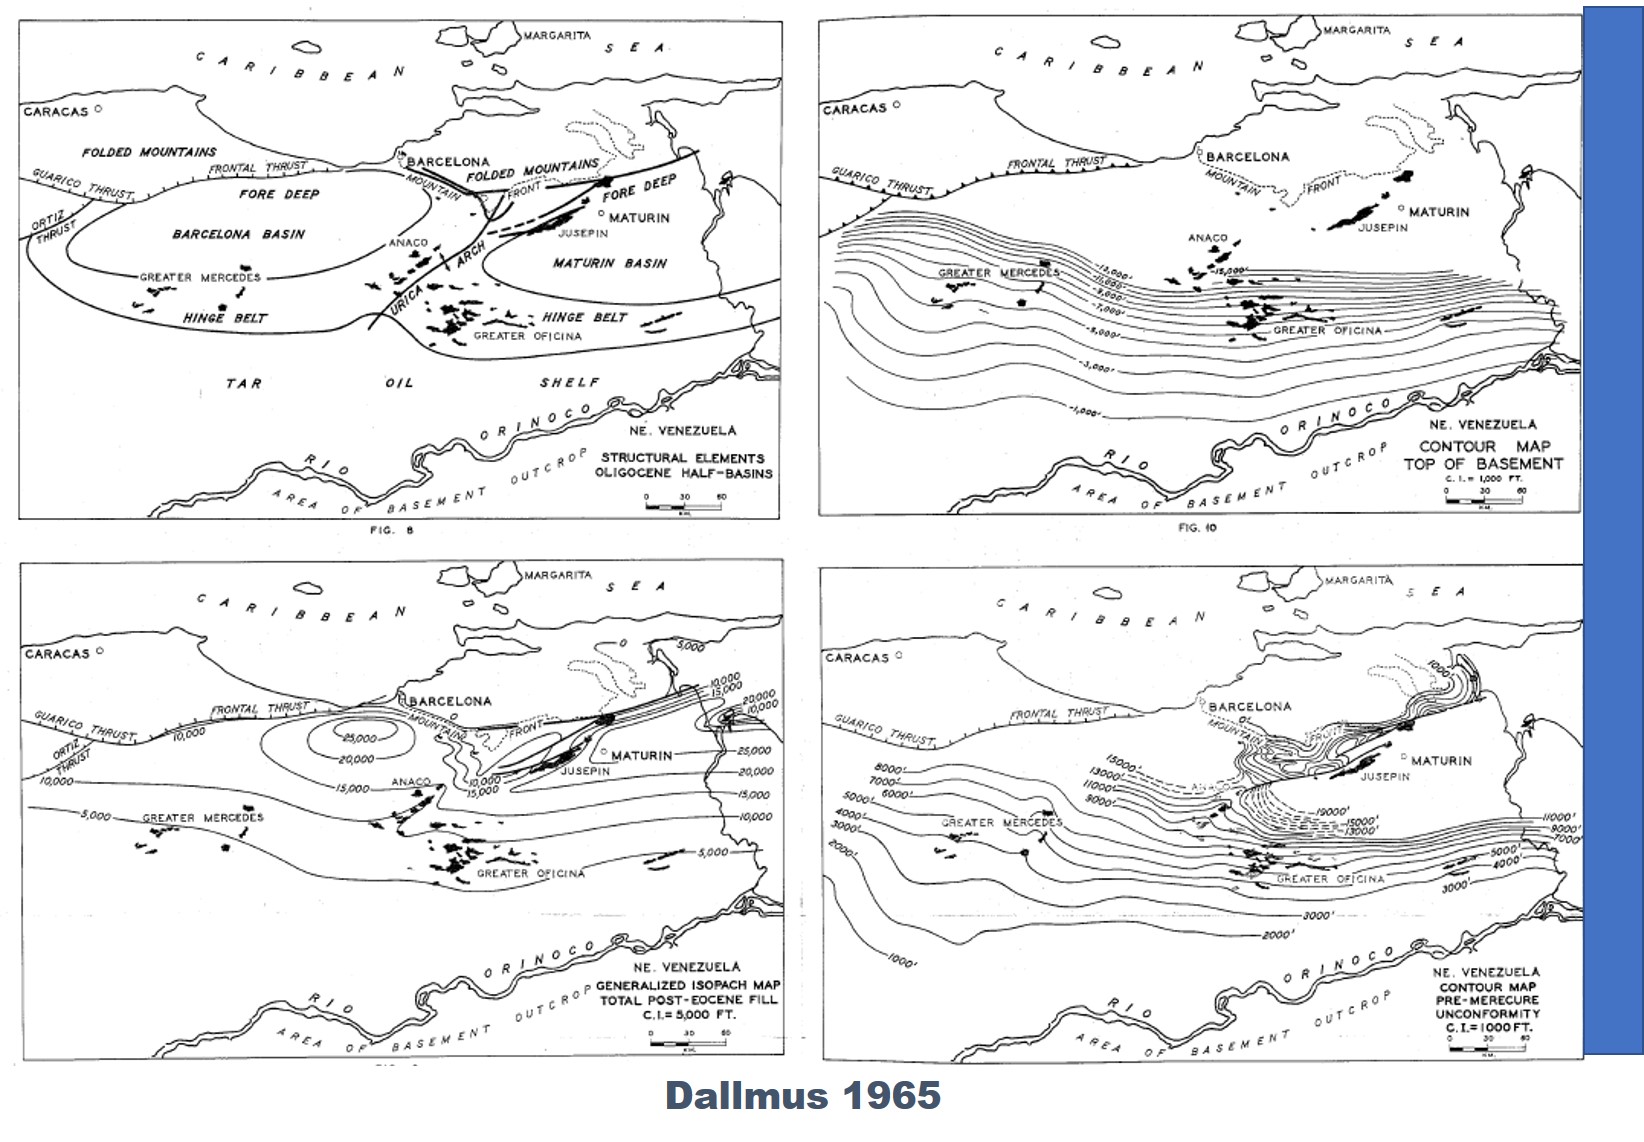 MARGARITA
CARIBBEAN SEA
CARACAS
FOLDED MOUNTAINS
BARCELONA
FRONTAL THRUST
FOLDED MOUNTAINS
GUARICO THRUST
MOUNTAIN FRONT
FORE DEEP
FORE DEEP
ORTIZ THRUST
MATURIN
BARCELONA BASIN
JUSEPIN
ANACO
URICA ARCH
MATURIN BASIN
GREATER MERCEDES
HINGE BELT
HINGE BELT
GREATER OFICINA
TAR OIL SHELF
RIO ORINOCO
AREA OF BASEMENT OUTCROP
NE. VENEZUELA
STRUCTURAL ELEMENTS
OLIGOCENE HALF-BASINS
0 30 60
KM.
FIG. 8
MARGARITA
CARIBBEAN SEA
CARACAS
BARCELONA
FRONTAL THRUST
GUARICO THRUST
MOUNTAIN FRONT
MATURIN
JUSEPIN
ANACO
GREATER MERCEDES
-13,000'
-15,000'
-11,000'
-9,000'
-7,000'
-5,000'
GREATER OFICINA
-3,000'
-1,000'
RIO ORINOCO
AREA OF BASEMENT OUTCROP
NE. VENEZUELA
CONTOUR MAP
TOP OF BASEMENT
C. I. = 1,000 FT.
0 30 60
KM.
FIG. 10
MARGARITA
CARIBBEAN SEA
CARACAS
0
5,000
10,000
15,000
20,000
10,000
BARCELONA
FRONTAL THRUST
GUARICO THRUST
10,000
MOUNTAIN FRONT
0
25,000
20,000
ORTIZ THRUST
MATURIN
25,000
JUSEPIN
20,000
10,000
15,000
ANACO
10,000
15,000
15,000
5,000
GREATER MERCEDES
10,000
5,000
GREATER OFICINA
RIO ORINOCO
AREA OF BASEMENT OUTCROP
NE. VENEZUELA
GENERALIZED ISOPACH MAP
TOTAL POST-EOCENE FILL
C.I.= 5,000 FT.
0 30 60
KM.
MARGARITA
CARIBBEAN SEA
CARACAS
1000'
BARCELONA
FRONTAL THRUST
GUARICO THRUST
MOUNTAIN FRONT
0'
MATURIN
JUSEPIN
15000'
13000'
11000'
9000'
ANACO
8000'
7000'
6000'
5000'
4000'
3000'
2000'
GREATER MERCEDES
19000'
15000'
13000'
11000'
9000'
7000'
5000'
4000'
3000'
GREATER OFICINA
3000'
2000'
1000'
RIO ORINOCO
AREA OF BASEMENT OUTCROP
NE. VENEZUELA
CONTOUR MAP
PRE-MERECURE
UNCONFORMITY
C.I.=1000 FT.
0 30 60
KM.
Dallmus 1965